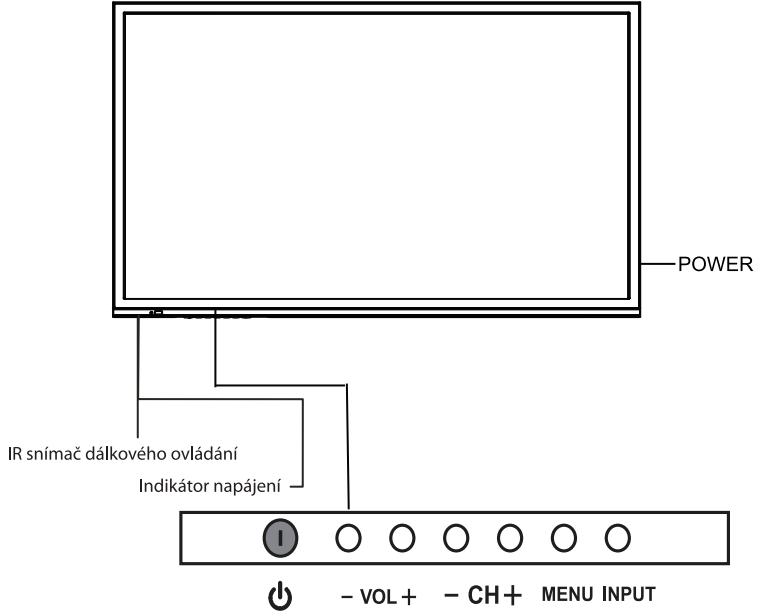 POWER
IR snímač dálkového ovládání
Indikátor napájení
- VOL + - CH + MENU INPUT